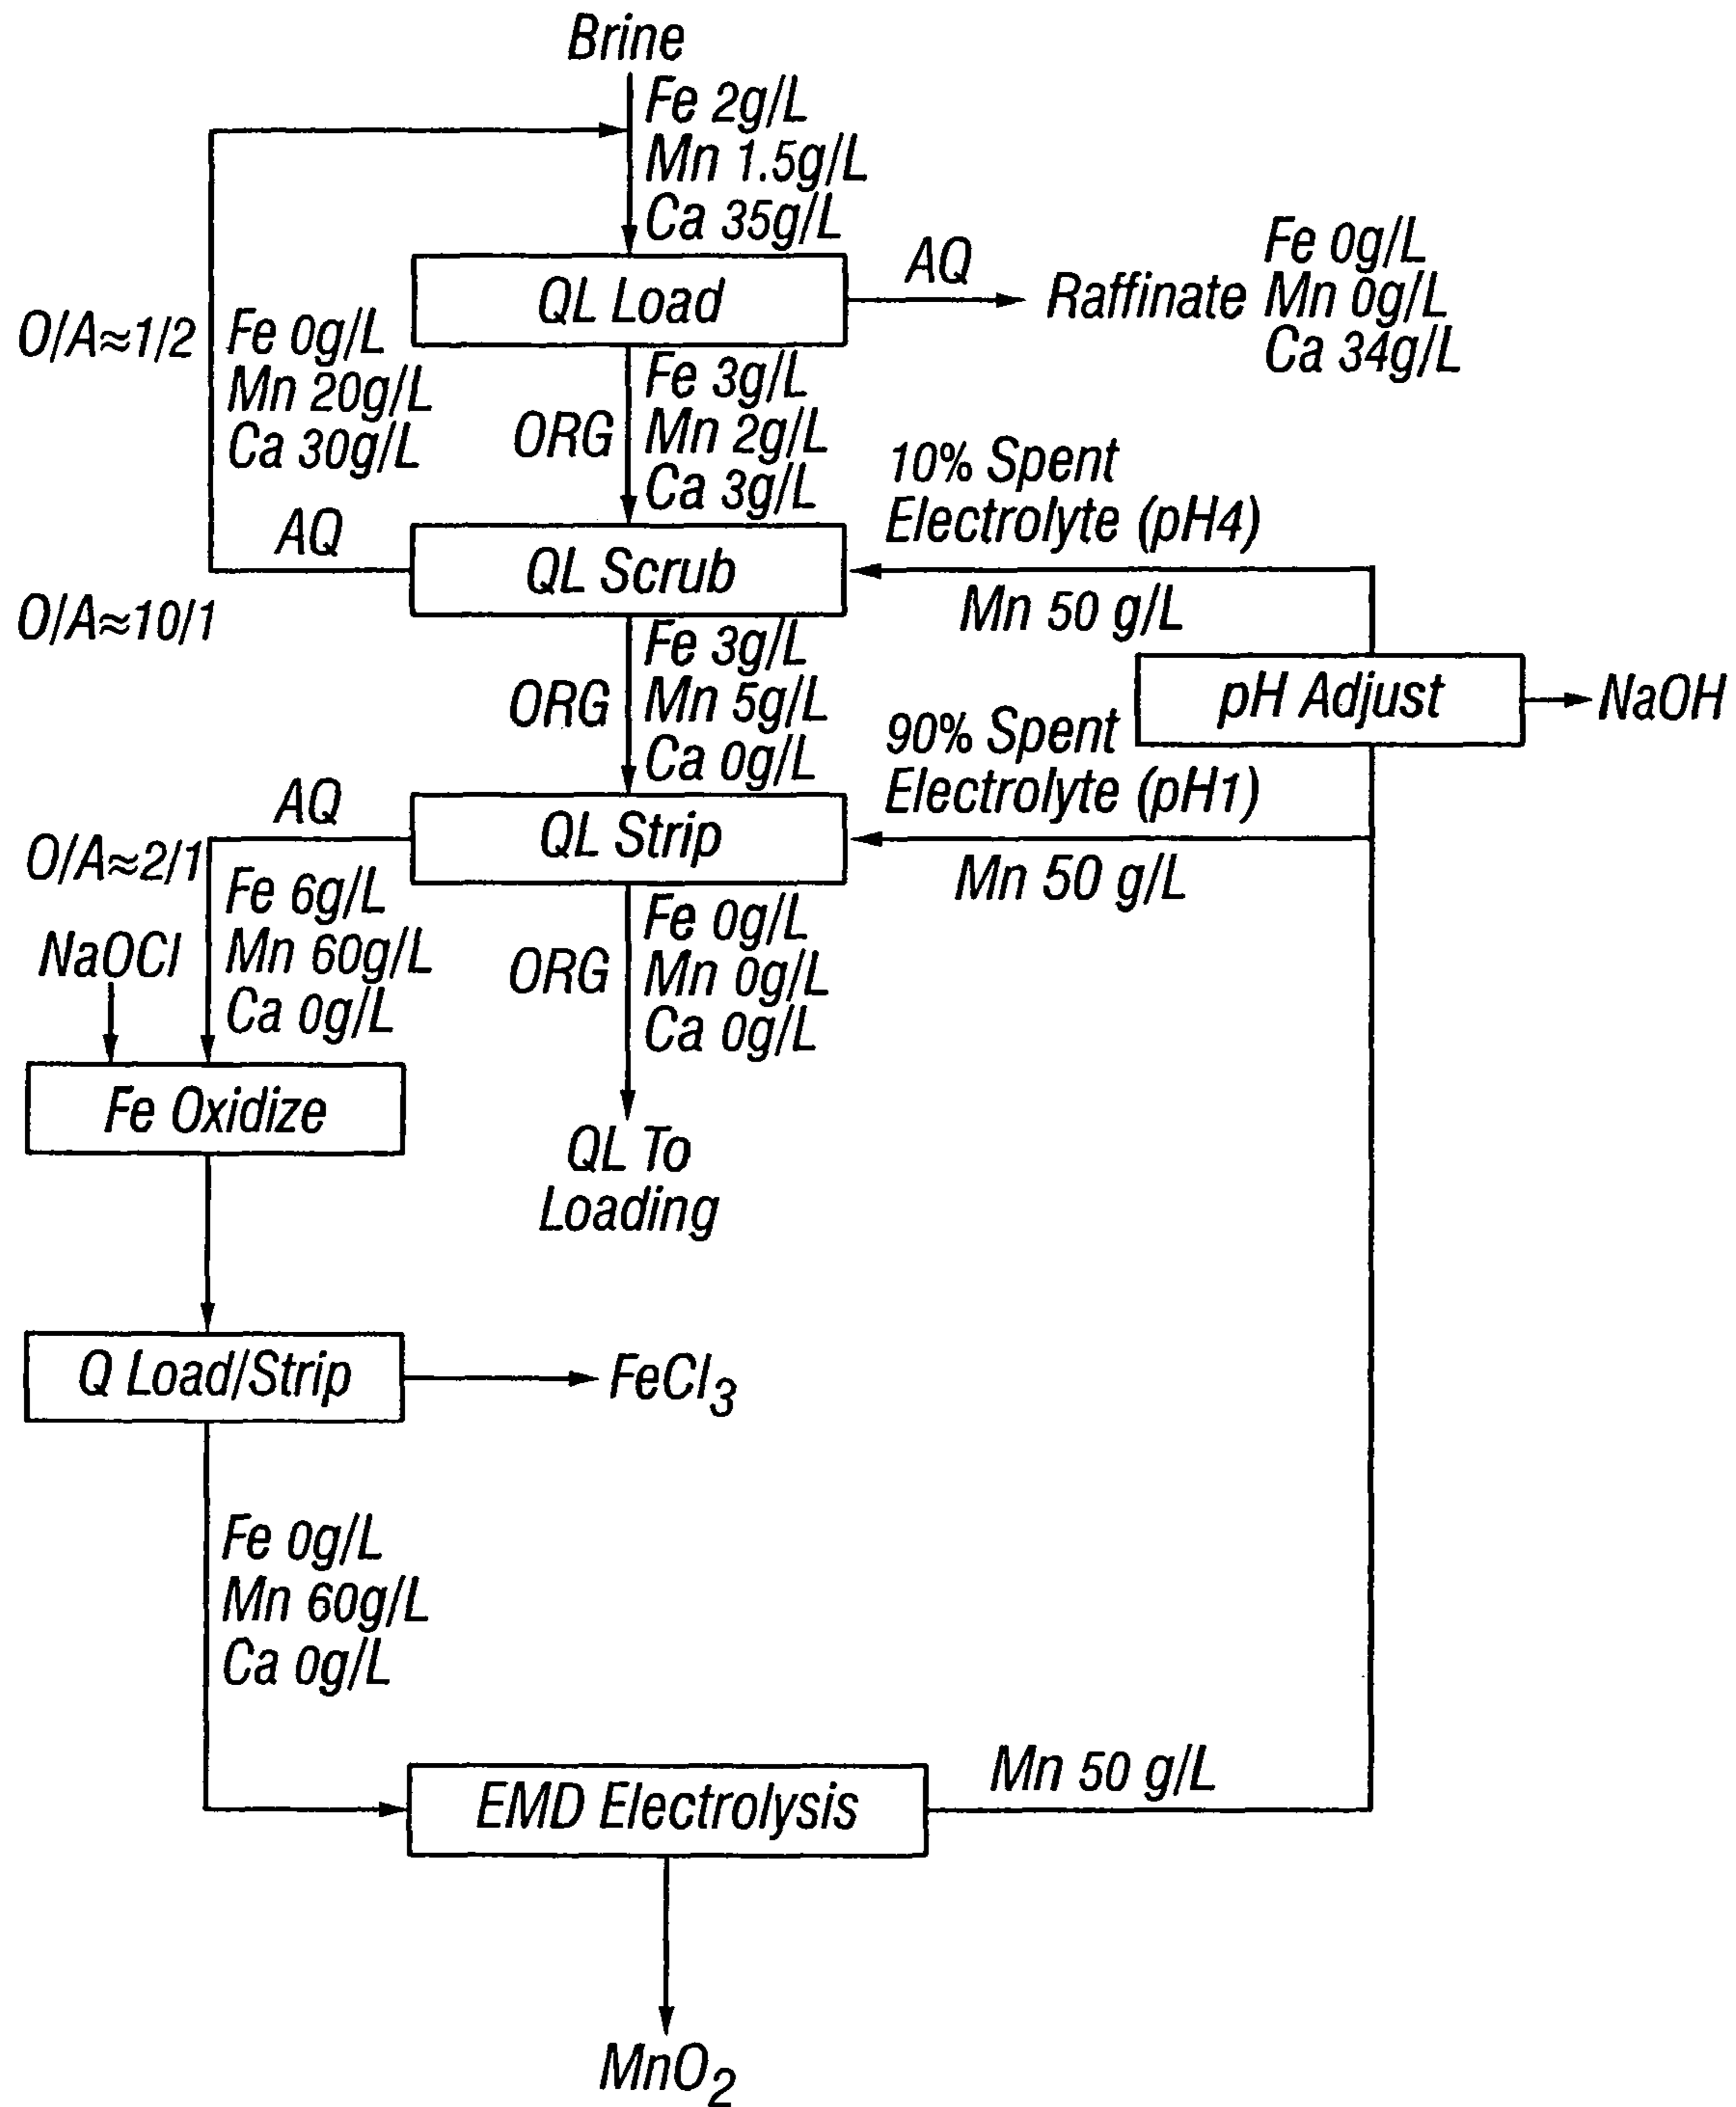 Brine
Fe 2g/L
Mn 1.5g/L
Ca 35g/L
QL Load
AQ
Raffinate
Fe 0g/L
Mn 0g/L
Ca 34g/L
O/A≈1/2
Fe 0g/L
Mn 20g/L
Ca 30g/L
ORG
Fe 3g/L
Mn 2g/L
Ca 3g/L
10% Spent
Electrolyte (pH4)
AQ
QL Scrub
Mn 50 g/L
O/A≈10/1
ORG
Fe 3g/L
Mn 5g/L
Ca 0g/L
pH Adjust
NaOH
90% Spent
Electrolyte (pH1)
AQ
QL Strip
Mn 50 g/L
O/A≈2/1
Fe 6g/L
Mn 60g/L
Ca 0g/L
NaOCl
ORG
Fe 0g/L
Mn 0g/L
Ca 0g/L
Fe Oxidize
QL To
Loading
Q Load/Strip
FeCl3
Fe 0g/L
Mn 60g/L
Ca 0g/L
EMD Electrolysis
Mn 50 g/L
MnO2